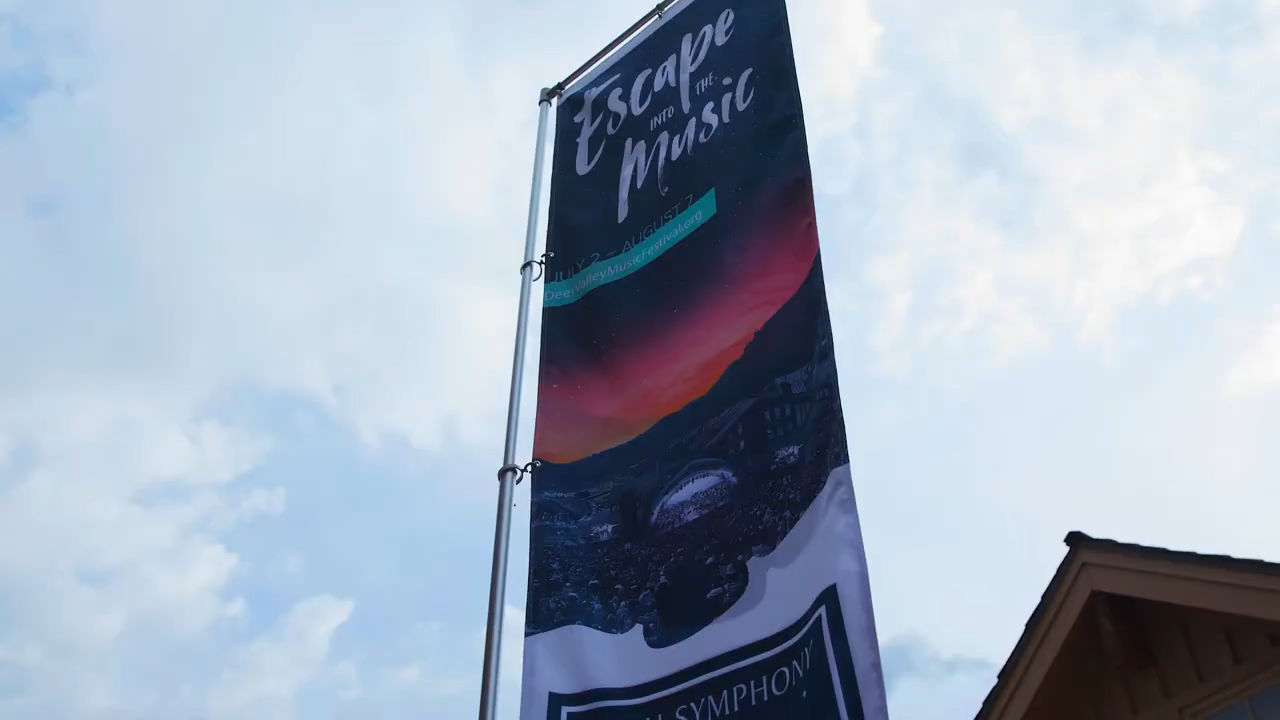 Escape
INTO THE
Music
JULY 2 – AUGUST 7
DeerValleyMusicFestival.org
SYMPHONY